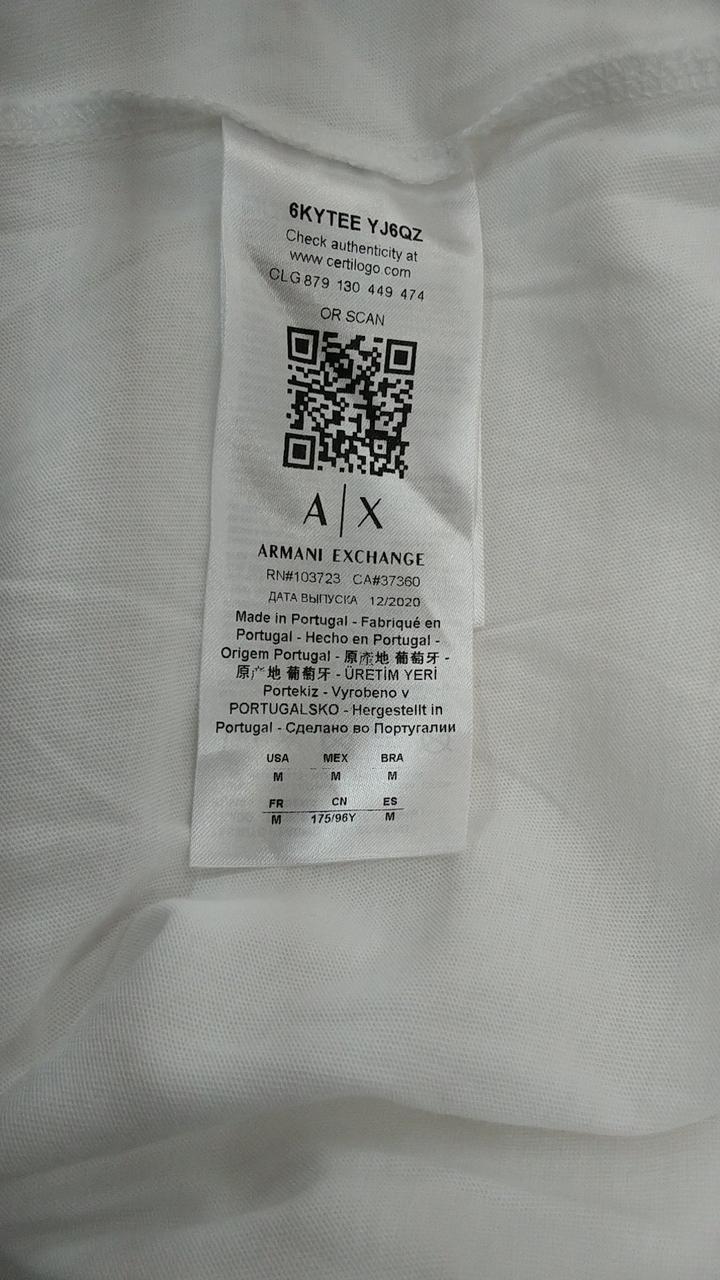 6KYTEE YJ6QZ
Check authenticity at
www certilogo com
CLG 879 130 449 474
OR SCAN
A|X
ARMANI EXCHANGE
RN#103723 CA#37360
ДАТА ВЫПУСКА 12/2020
Made in Portugal - Fabriqué en
Portugal - Hecho en Portugal -
Origem Portugal - 原產地 葡萄牙 -
原产地 葡萄牙 - ÜRETİM YERİ
Portekiz - Vyrobeno v
PORTUGALSKO - Hergestellt in
Portugal - Сделано во Португалии
USA MEX BRA
M M M
FR CN ES
M 175/96Y M